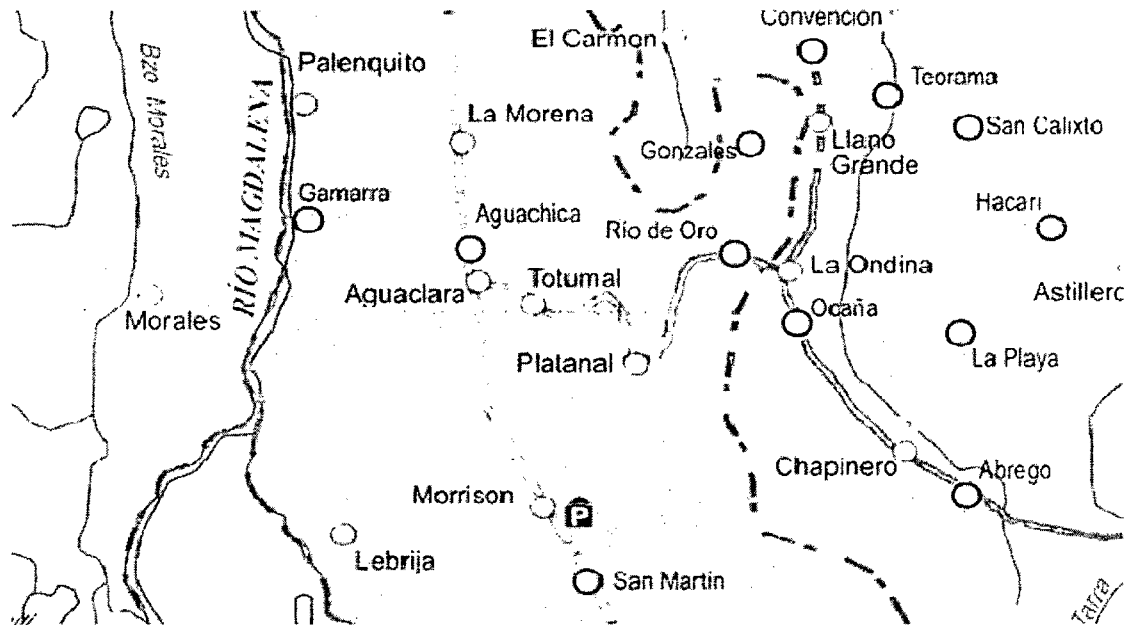 Convención
El Carmen
Palenquito
Bzo Morales
Teorama
La Morena
San Calixto
Llano
Grande
Gonzales
RÍO MAGDALENA
Gamarra
Hacarí
Aguachica
Río de Oro
La Ondina
Totumal
Aguaclara
Astillero
Morales
Ocaña
La Playa
Platanal
Chapinero
Abrego
Morrison
P
Lebrija
San Martin
Tarra